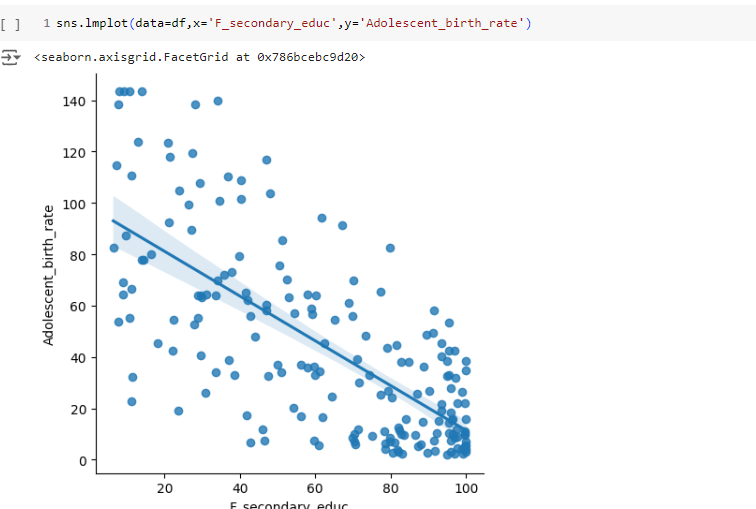 [ ] 1 sns.lmplot(data=df,x='F_secondary_educ',y='Adolescent_birth_rate')
<seaborn.axisgrid.FacetGrid at 0x786bcebc9d20>
140
120
100
80
60
40
20
0
Adolescent_birth_rate
20 40 60 80 100
F_secondary_educ